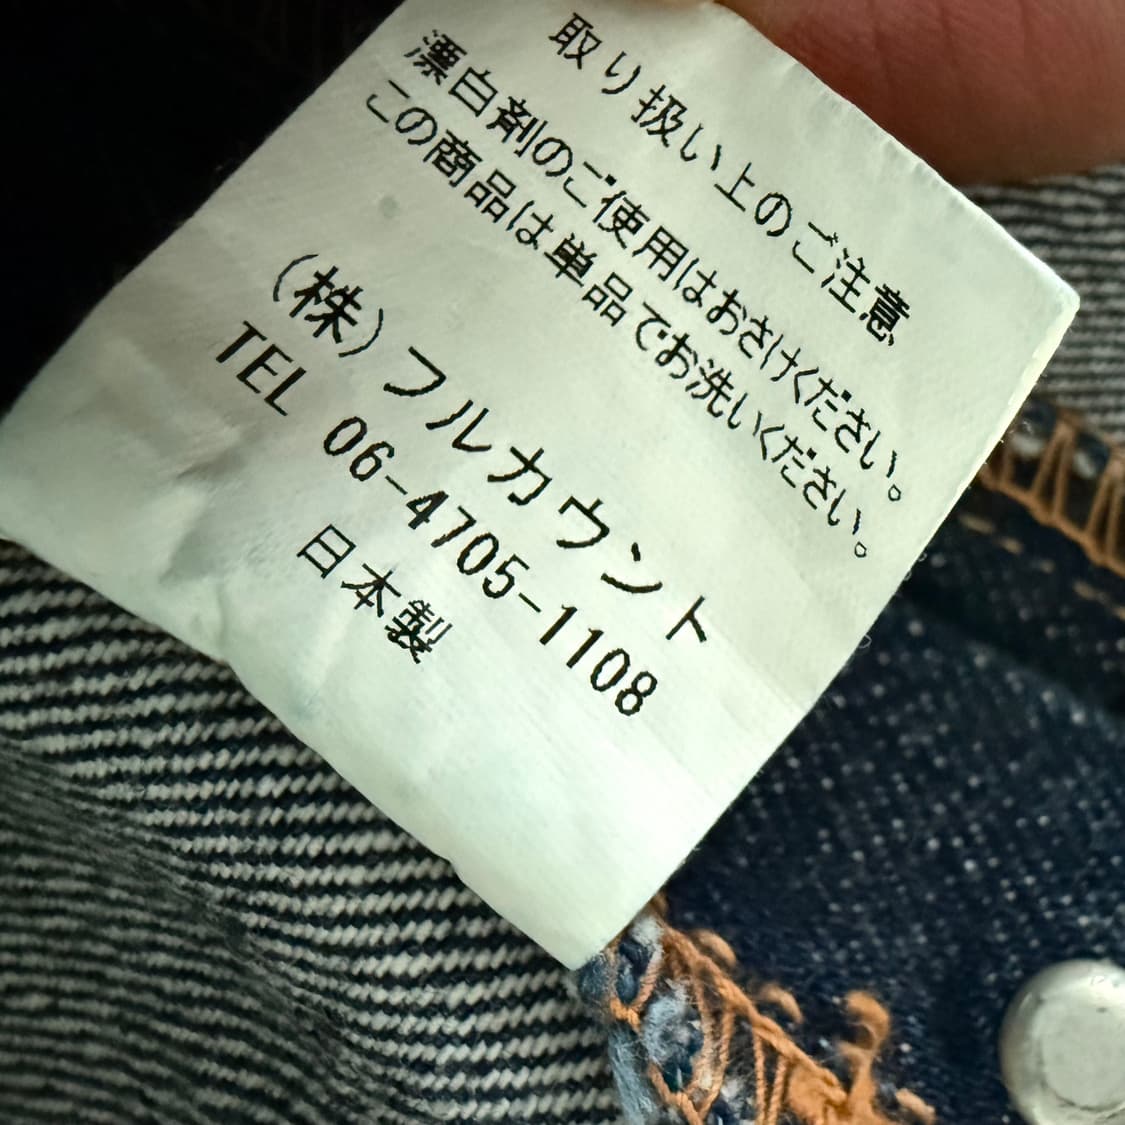 取り扱い上のご注意
漂白剤のご使用はおさけください。
この商品は単品でお洗いください。
(株)フルカウント
TEL 06-4705-1108
日本製